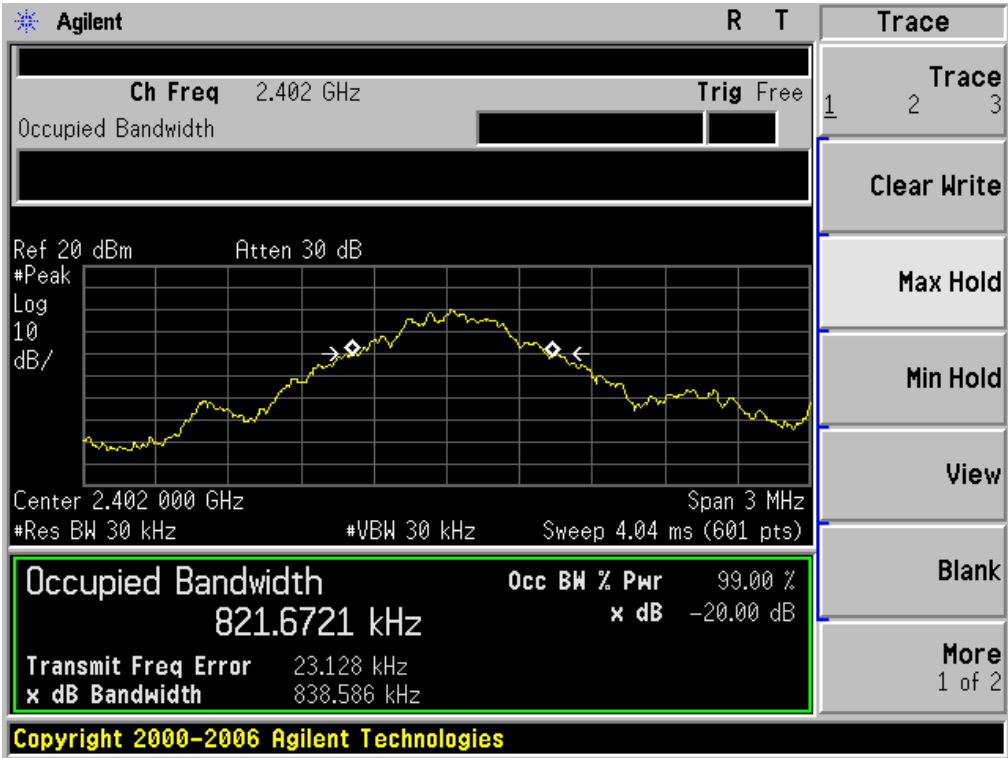 Agilent R T Trace
Ch Freq 2.402 GHz Trig Free
Occupied Bandwidth
Trace
1 2 3
Clear Write
Max Hold
Min Hold
View
Blank
More
1 of 2
Ref 20 dBm Atten 30 dB
#Peak
Log
10
dB/
Center 2.402 000 GHz Span 3 MHz
#Res BW 30 kHz #VBW 30 kHz Sweep 4.04 ms (601 pts)
Occupied Bandwidth Occ BW % Pwr 99.00 %
821.6721 kHz x dB -20.00 dB
Transmit Freq Error 23.128 kHz
x dB Bandwidth 838.586 kHz
Copyright 2000-2006 Agilent Technologies